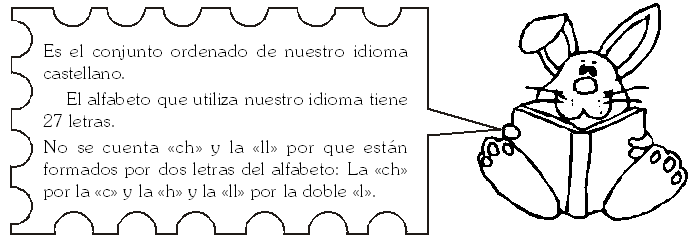 Es el conjunto ordenado de nuestro idioma
castellano.
El alfabeto que utiliza nuestro idioma tiene
27 letras.
No se cuenta «ch» y la «ll» por que están
formados por dos letras del alfabeto: La «ch»
por la «c» y la «h» y la «ll» por la doble «l».